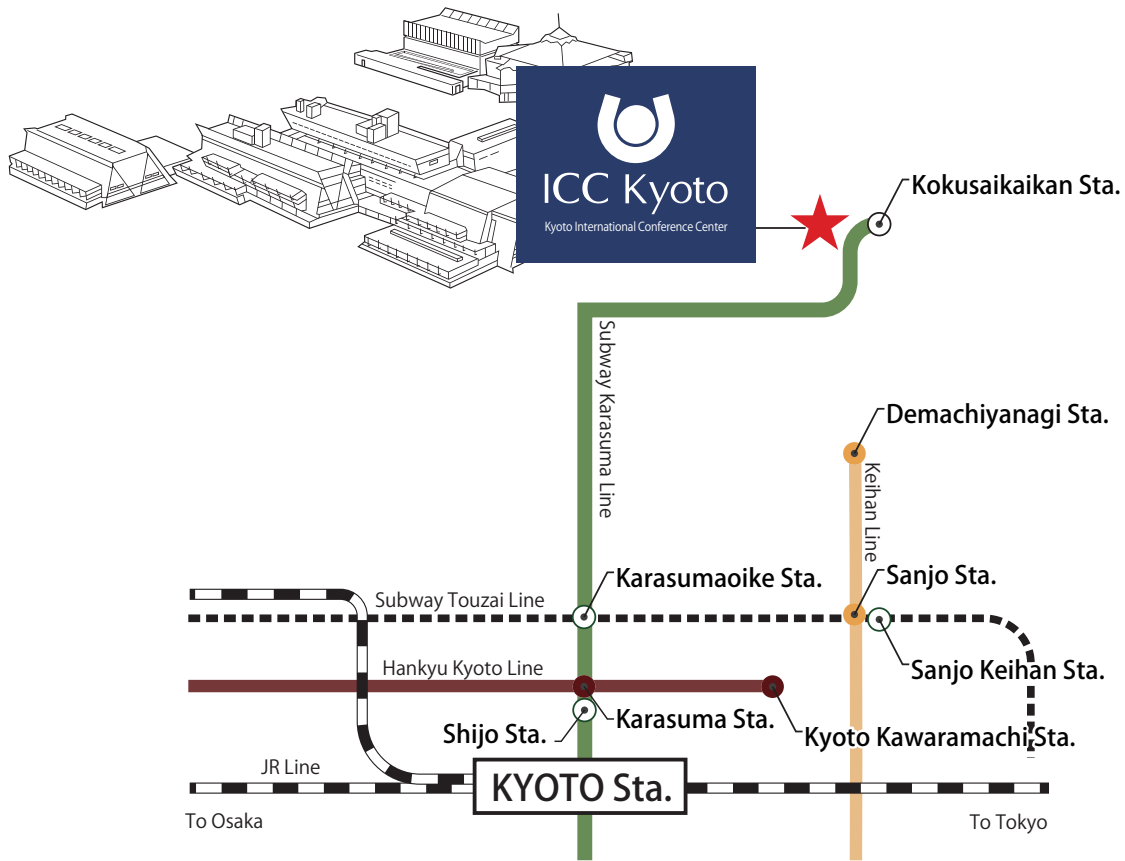 ICC Kyoto
Kyoto International Conference Center
Kokusaikaikan Sta.
Subway Karasuma Line
Demachiyanagi Sta.
Keihan Line
Karasumaoike Sta.
Sanjo Sta.
Subway Touzai Line
Hankyu Kyoto Line
Sanjo Keihan Sta.
Karasuma Sta.
Shijo Sta.
Kyoto Kawaramachi Sta.
JR Line
KYOTO Sta.
To Osaka
To Tokyo